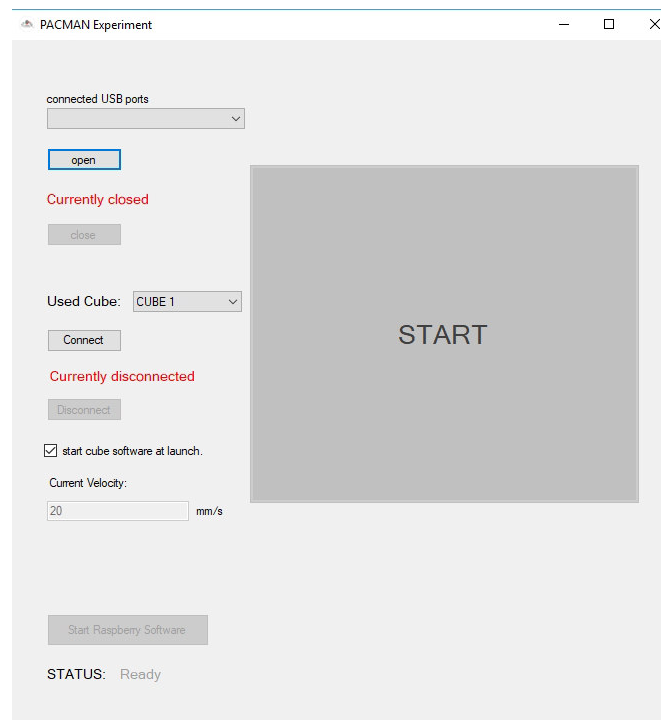 PACMAN Experiment
connected USB ports
open
Currently closed
close
START
Used Cube: CUBE 1
Connect
Currently disconnected
Disconnect
start cube software at launch.
Current Velocity:
20 mm/s
Start Raspberry Software
STATUS: Ready